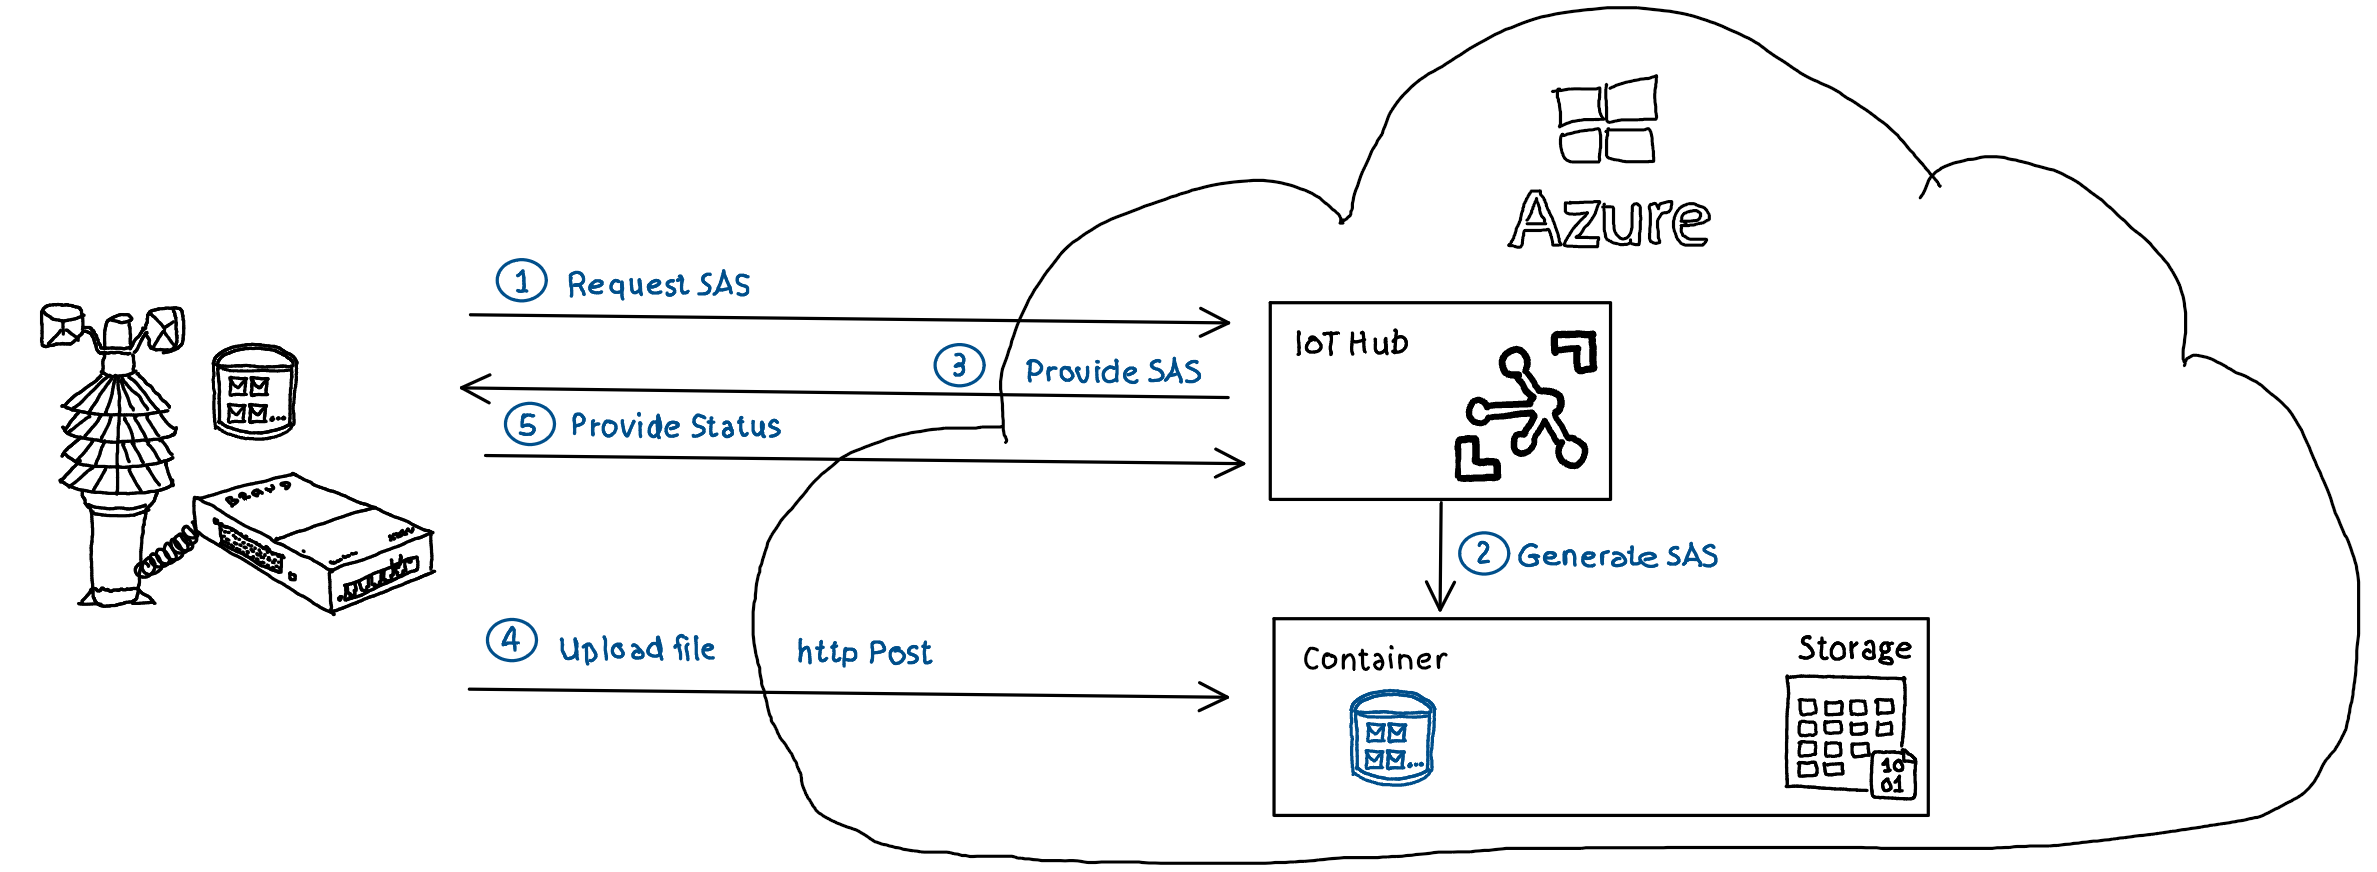 Azure
1 Request SAS
IoT Hub
3 Provide SAS
5 Provide Status
BRAND
2 Generate SAS
4 Upload file http Post
Container
Storage
10
01